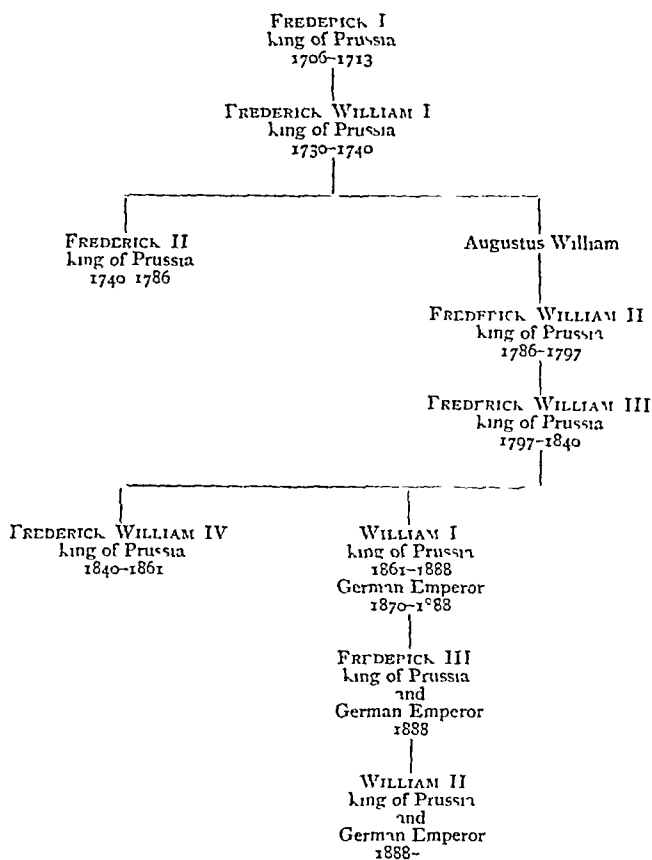 FREDERICK I
king of Prussia
1706-1713
FREDERICK WILLIAM I
king of Prussia
1730-1740
FREDERICK II
king of Prussia
1740 1786
Augustus William
FREDERICK WILLIAM II
king of Prussia
1786-1797
FREDERICK WILLIAM III
king of Prussia
1797-1840
FREDERICK WILLIAM IV
king of Prussia
1840-1861
WILLIAM I
king of Prussia
1861-1888
German Emperor
1870-1888
FREDERICK III
king of Prussia
and
German Emperor
1888
WILLIAM II
king of Prussia
and
German Emperor
1888-